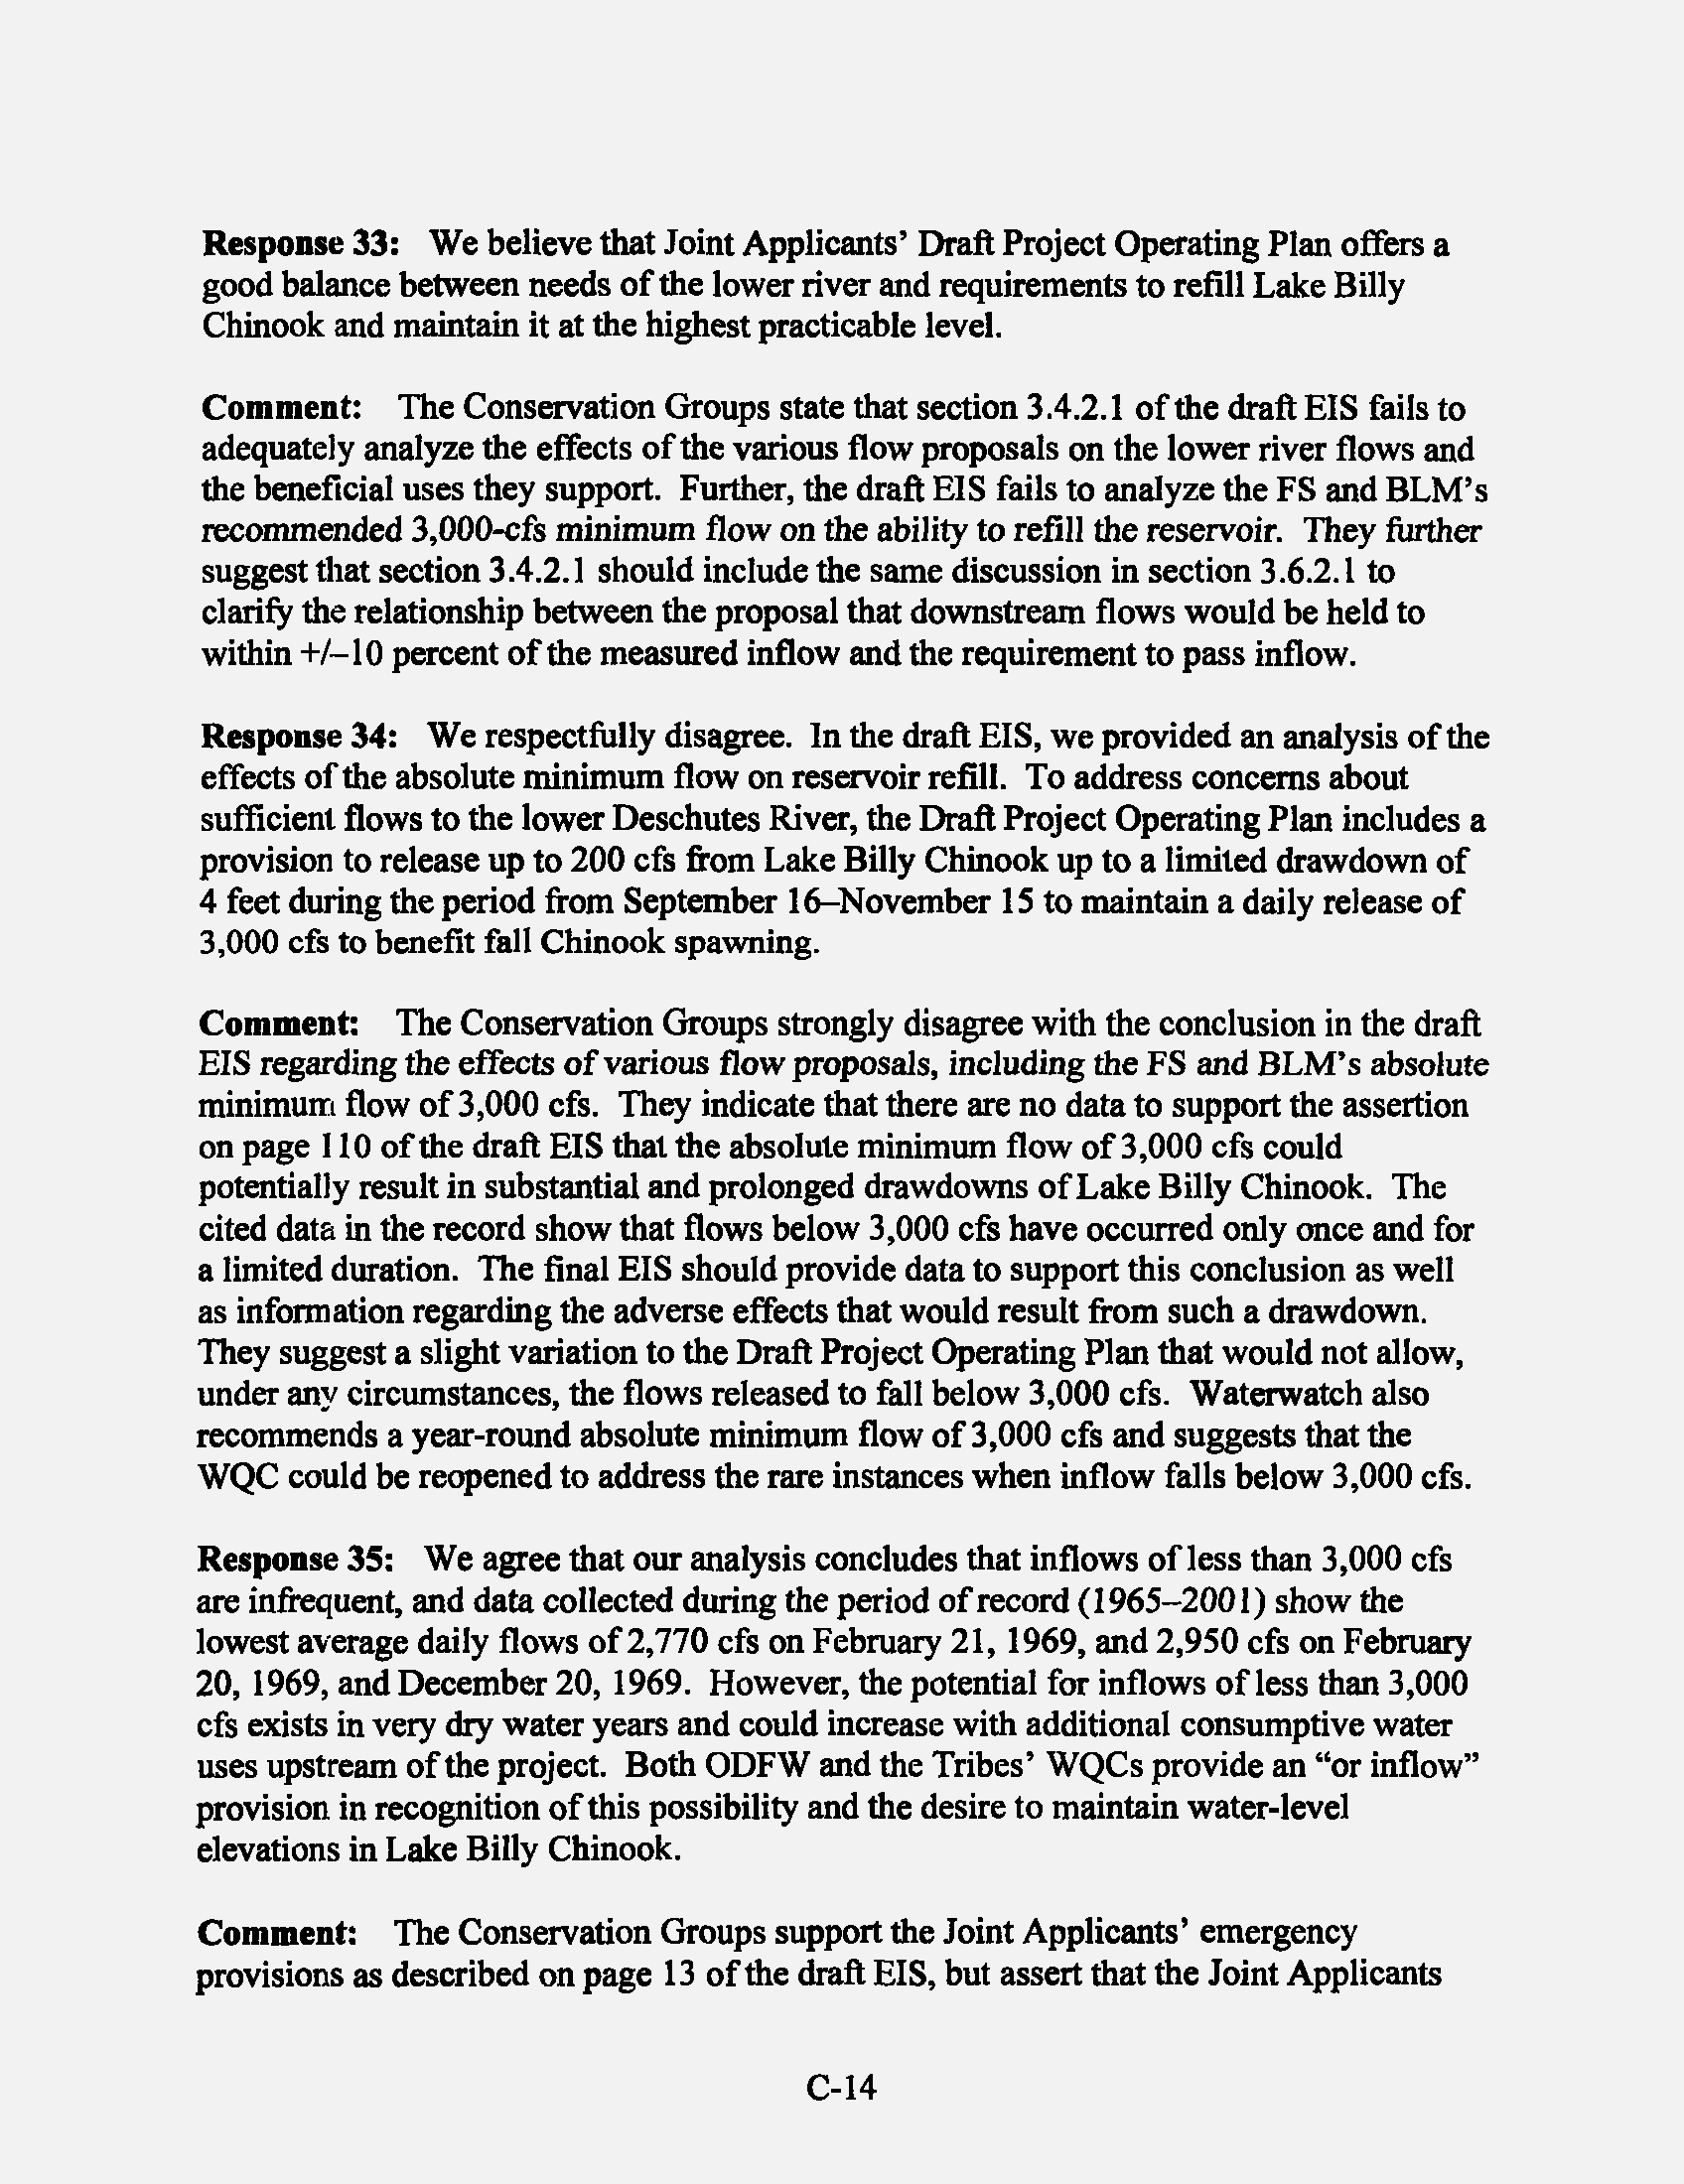 Response 33: We believe that Joint Applicants’ Draft Project Operating Plan offers a
good balance between needs of the lower river and requirements to refill Lake Billy
Chinook and maintain it at the highest practicable level.
Comment: The Conservation Groups state that section 3.4.2.1 of the draft EIS fails to
adequately analyze the effects of the various flow proposals on the lower river flows and
the beneficial uses they support. Further, the draft EIS fails to analyze the FS and BLM’s
recommended 3,000-cfs minimum flow on the ability to refill the reservoir. They further
suggest that section 3.4.2.1 should include the same discussion in section 3.6.2.1 to
clarify the relationship between the proposal that downstream flows would be held to
within +/–10 percent of the measured inflow and the requirement to pass inflow.
Response 34: We respectfully disagree. In the draft EIS, we provided an analysis of the
effects of the absolute minimum flow on reservoir refill. To address concerns about
sufficient flows to the lower Deschutes River, the Draft Project Operating Plan includes a
provision to release up to 200 cfs from Lake Billy Chinook up to a limited drawdown of
4 feet during the period from September 16–November 15 to maintain a daily release of
3,000 cfs to benefit fall Chinook spawning.
Comment: The Conservation Groups strongly disagree with the conclusion in the draft
EIS regarding the effects of various flow proposals, including the FS and BLM’s absolute
minimum flow of 3,000 cfs. They indicate that there are no data to support the assertion
on page 110 of the draft EIS that the absolute minimum flow of 3,000 cfs could
potentially result in substantial and prolonged drawdowns of Lake Billy Chinook. The
cited data in the record show that flows below 3,000 cfs have occurred only once and for
a limited duration. The final EIS should provide data to support this conclusion as well
as information regarding the adverse effects that would result from such a drawdown.
They suggest a slight variation to the Draft Project Operating Plan that would not allow,
under any circumstances, the flows released to fall below 3,000 cfs. Waterwatch also
recommends a year-round absolute minimum flow of 3,000 cfs and suggests that the
WQC could be reopened to address the rare instances when inflow falls below 3,000 cfs.
Response 35: We agree that our analysis concludes that inflows of less than 3,000 cfs
are infrequent, and data collected during the period of record (1965–2001) show the
lowest average daily flows of 2,770 cfs on February 21, 1969, and 2,950 cfs on February
20, 1969, and December 20, 1969. However, the potential for inflows of less than 3,000
cfs exists in very dry water years and could increase with additional consumptive water
uses upstream of the project. Both ODFW and the Tribes’ WQCs provide an “or inflow”
provision in recognition of this possibility and the desire to maintain water-level
elevations in Lake Billy Chinook.
Comment: The Conservation Groups support the Joint Applicants’ emergency
provisions as described on page 13 of the draft EIS, but assert that the Joint Applicants
C-14